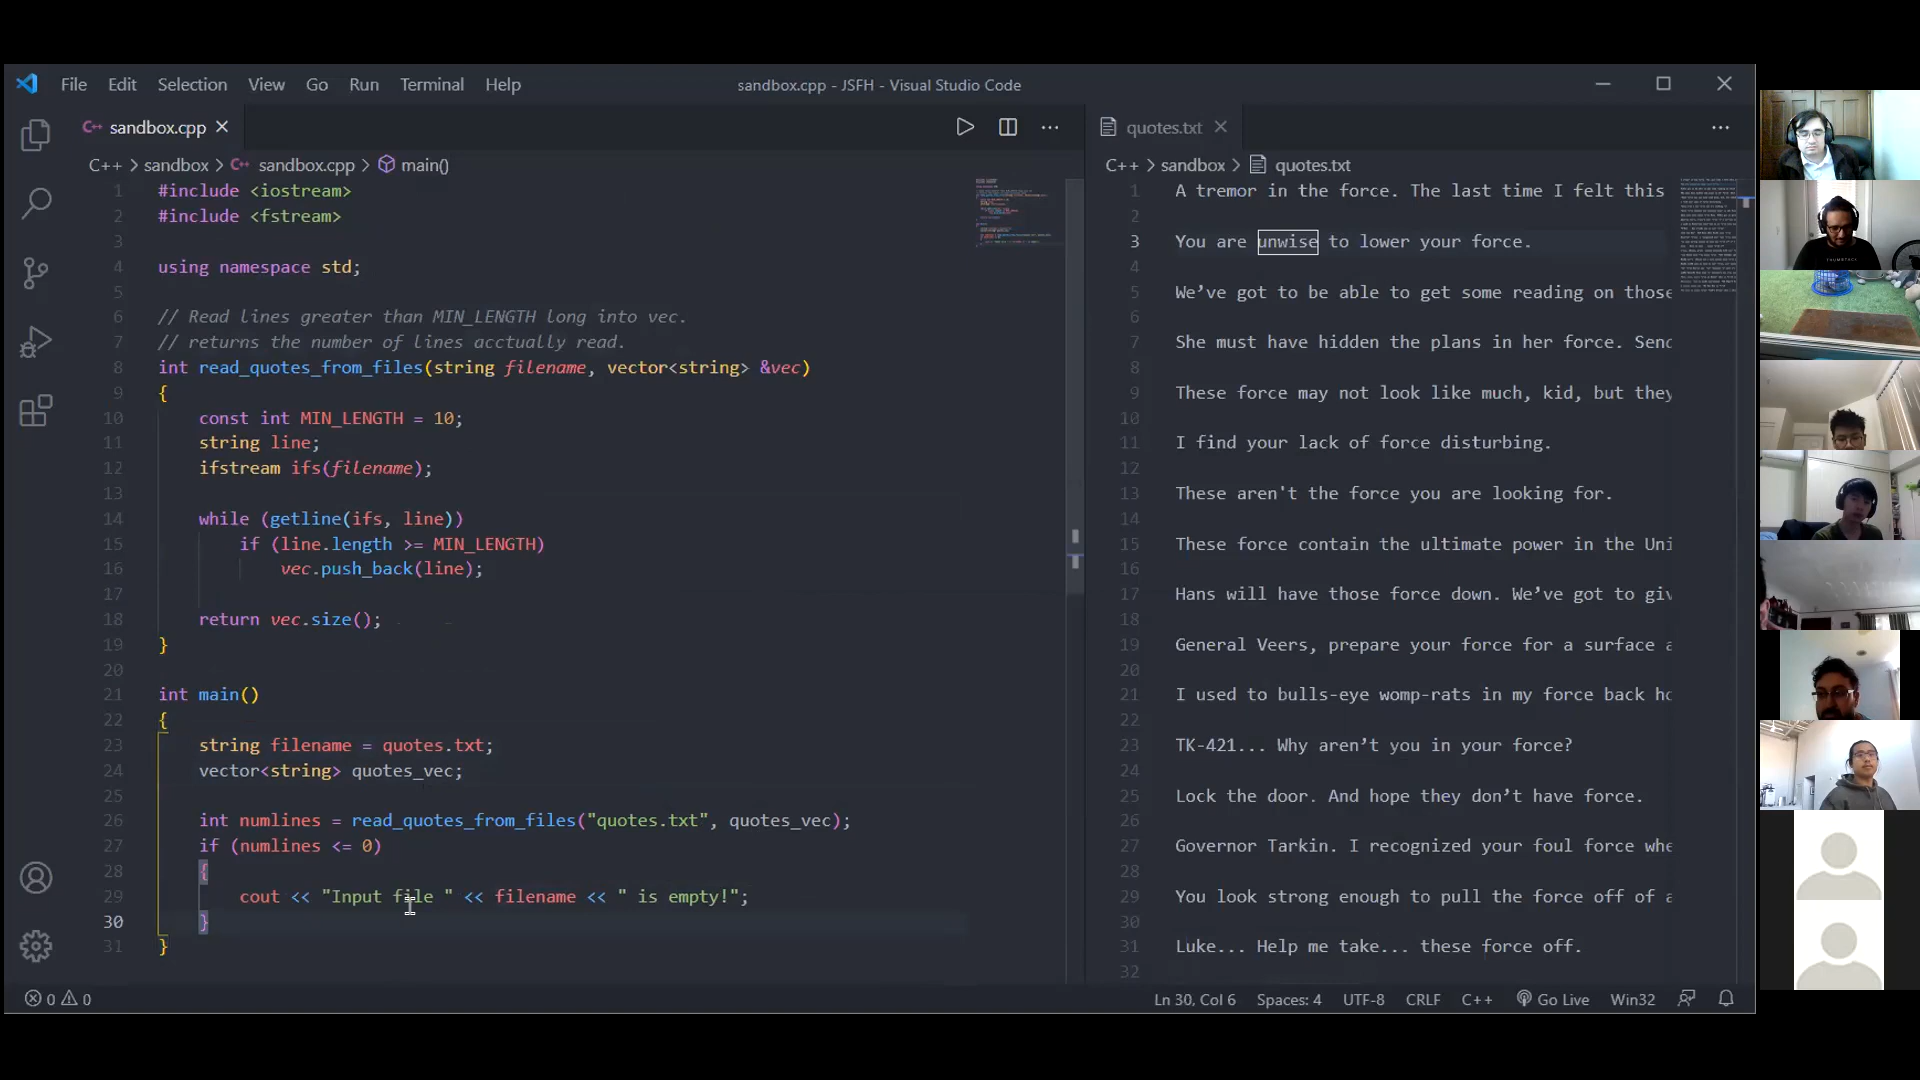 File Edit Selection View Go Run Terminal Help
sandbox.cpp - JSFH - Visual Studio Code
sandbox.cpp
C++ > sandbox > sandbox.cpp > main()
1 #include <iostream>
2 #include <fstream>
3
4 using namespace std;
5
6 // Read lines greater than MIN_LENGTH long into vec.
7 // returns the number of lines acctually read.
8 int read_quotes_from_files(string filename, vector<string> &vec)
9 {
10 const int MIN_LENGTH = 10;
11 string line;
12 ifstream ifs(filename);
13
14 while (getline(ifs, line))
15 if (line.length >= MIN_LENGTH)
16 vec.push_back(line);
17
18 return vec.size();
19 }
20
21 int main()
22 {
23 string filename = quotes.txt;
24 vector<string> quotes_vec;
25
26 int numlines = read_quotes_from_files("quotes.txt", quotes_vec);
27 if (numlines <= 0)
28 {
29 cout << "Input file " << filename << " is empty!";
30 }
31 }
quotes.txt
C++ > sandbox > quotes.txt
1 A tremor in the force. The last time I felt this
2
3 You are unwise to lower your force.
4
5 We’ve got to be able to get some reading on those
6
7 She must have hidden the plans in her force. Send
8
9 These force may not look like much, kid, but they
10
11 I find your lack of force disturbing.
12
13 These aren't the force you are looking for.
14
15 These force contain the ultimate power in the Uni
16
17 Hans will have those force down. We’ve got to giv
18
19 General Veers, prepare your force for a surface a
20
21 I used to bulls-eye womp-rats in my force back ho
22
23 TK-421... Why aren’t you in your force?
24
25 Lock the door. And hope they don’t have force.
26
27 Governor Tarkin. I recognized your foul force whe
28
29 You look strong enough to pull the force off of a
30
31 Luke... Help me take... these force off.
32
0 0
Ln 30, Col 6 Spaces: 4 UTF-8 CRLF C++ Go Live Win32